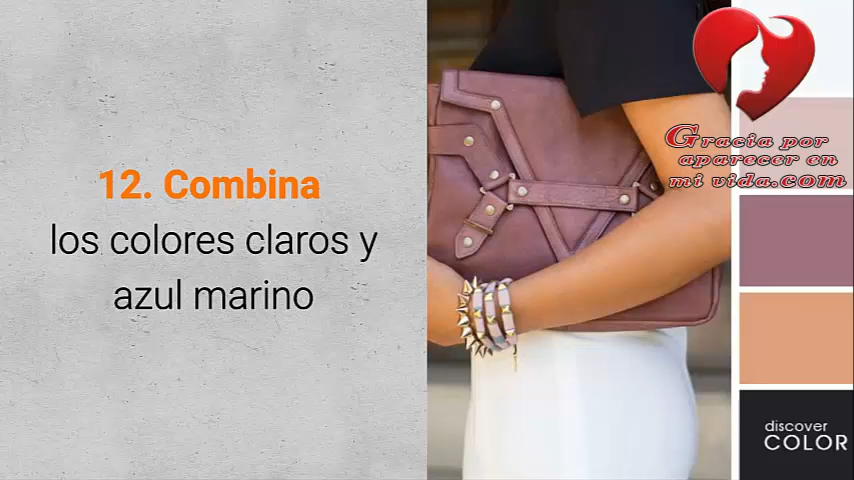 12. Combina
los colores claros y
azul marino
Gracia por
aparecer en
mi vida.com
discover
COLOR